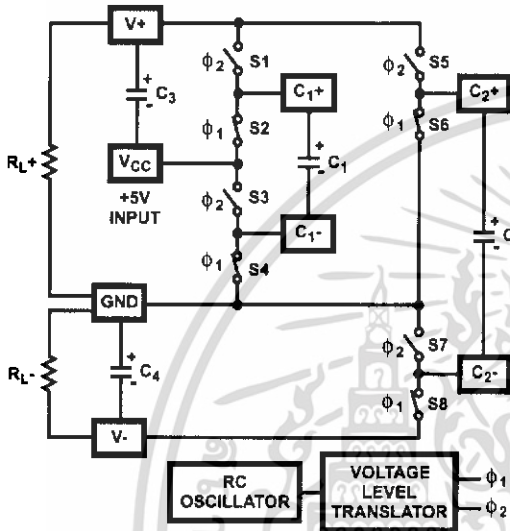 V+
S1
S5
ϕ2
ϕ2
C3
C1+
C2+
ϕ1
S2
ϕ1
S6
RL+
VCC
C1
+5V
INPUT
S3
ϕ2
C1-
C
ϕ1
S4
GND
S7
ϕ2
RL-
C4
C2-
ϕ1
S8
V-
RC
OSCILLATOR
VOLTAGE
LEVEL
TRANSLATOR
ϕ1
ϕ2